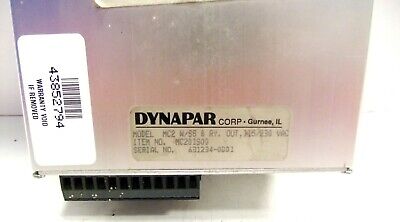 DYNAPAR CORP · Gurnee, IL
MODEL MC2 W/SS & RY. OUT, 115/230 VAC
ITEM NO. MC201S00
SERIAL NO. 631234-0001
43852794
WARRANTY VOID
IF REMOVED